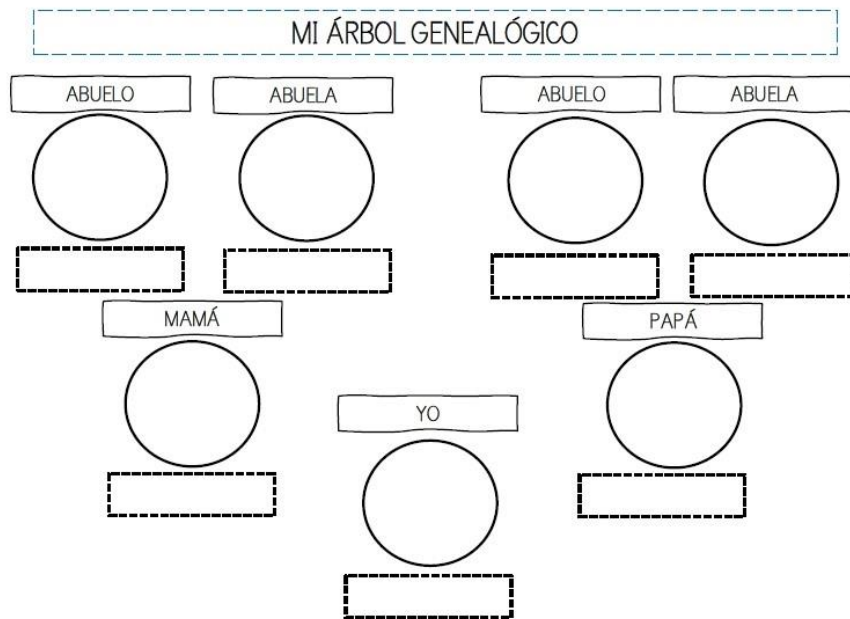 MI ÁRBOL GENEALÓGICO
ABUELO ABUELA ABUELO ABUELA
MAMÁ PAPÁ
YO